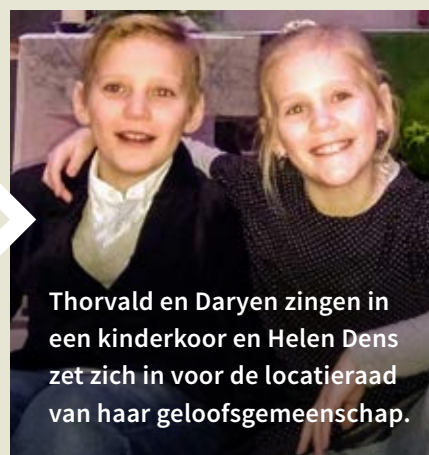 Thorvald en Daryen zingen in
een kinderkoor en Helen Dens
zet zich in voor de locatieraad
van haar geloofsgemeenschap.